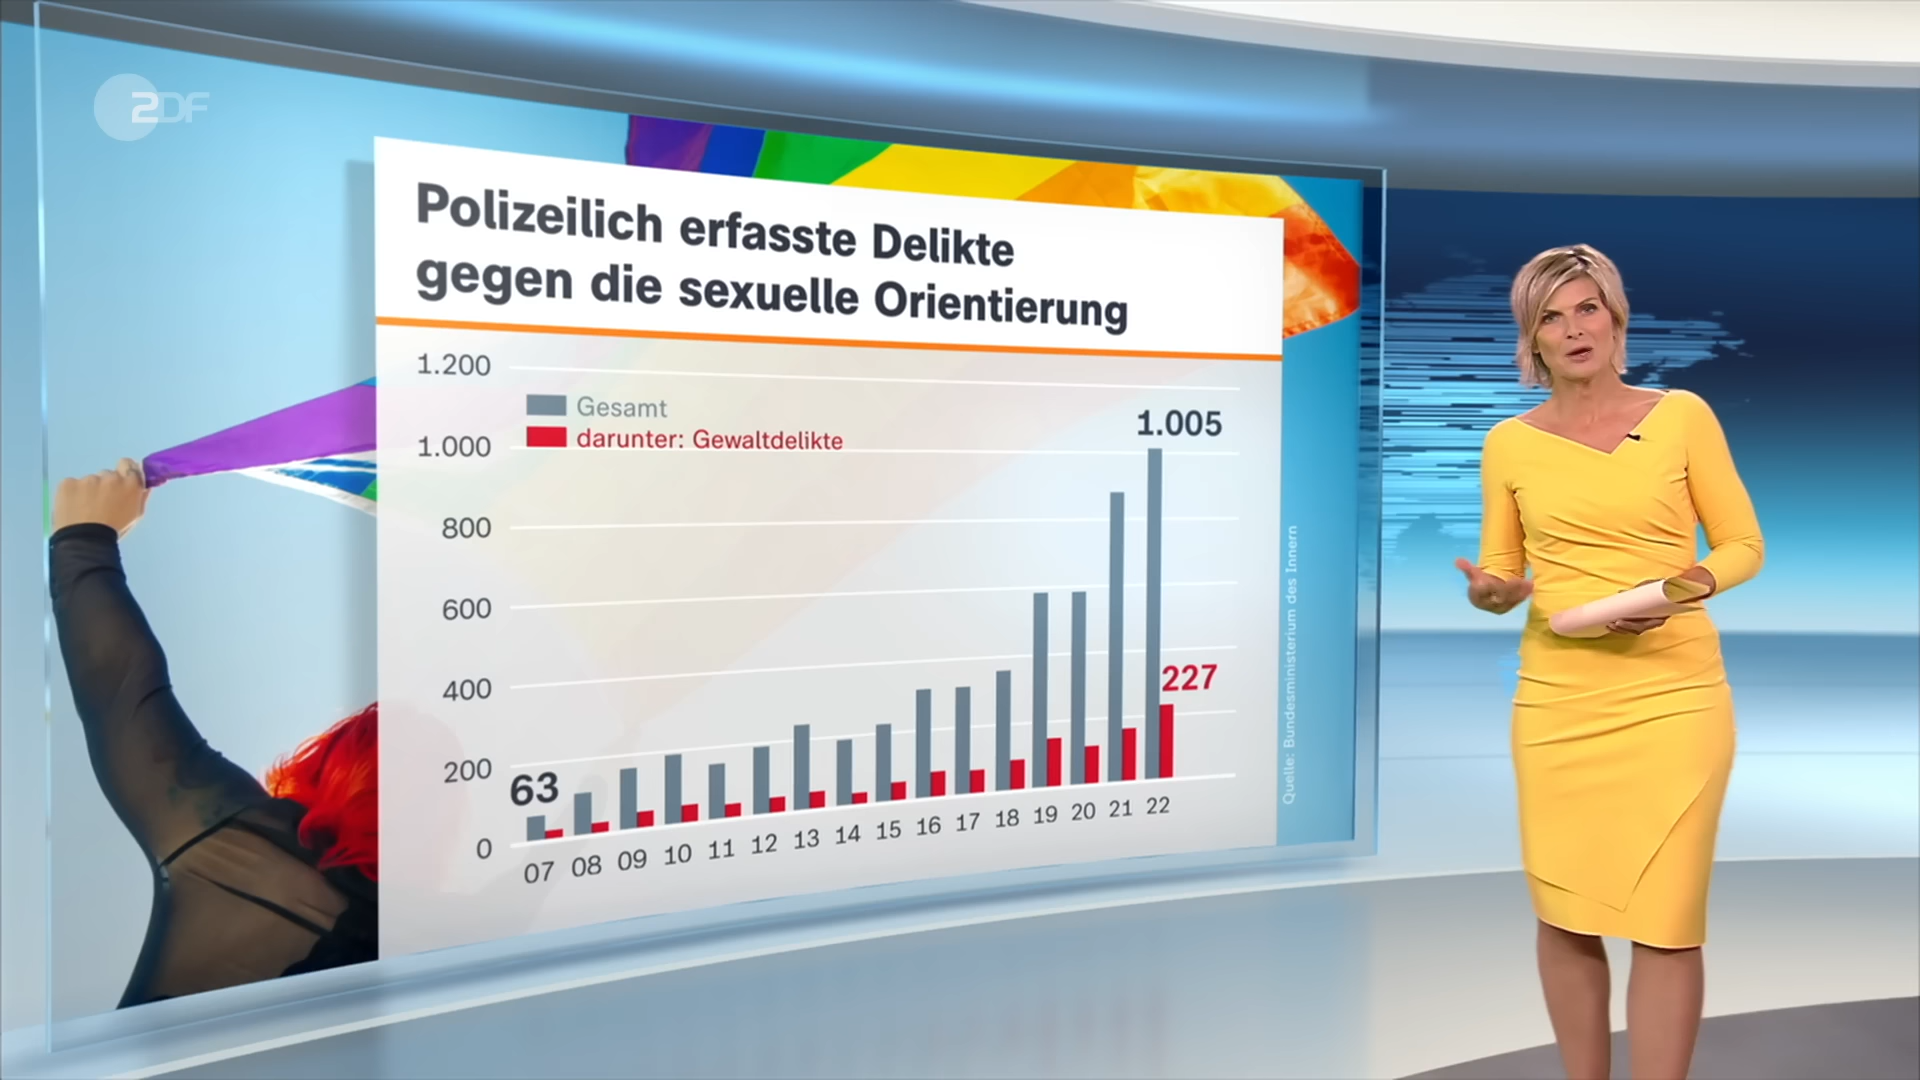 ZDF
Polizeilich erfasste Delikte
gegen die sexuelle Orientierung
1.200
1.000
800
600
400
200
0
Gesamt
darunter: Gewaltdelikte
63
1.005
227
07 08 09 10 11 12 13 14 15 16 17 18 19 20 21 22
Quelle: Bundesministerium des Innern